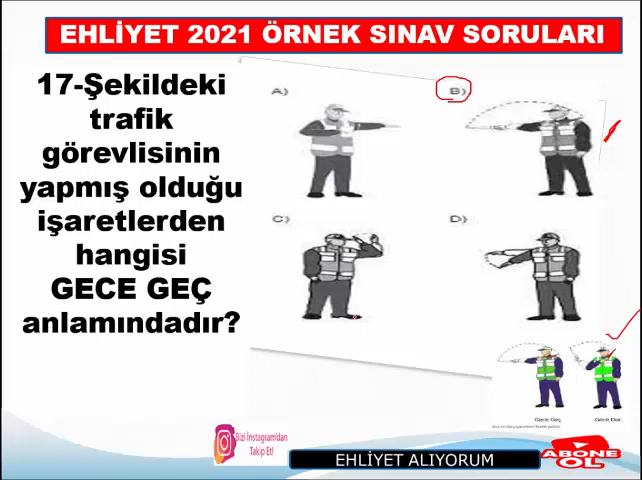 EHLİYET 2021 ÖRNEK SINAV SORULARI
17-Şekildeki
trafik
görevlisinin
yapmış olduğu
işaretlerden
hangisi
GECE GEÇ
anlamındadır?
A)
B)
C)
D)
Gece Geç
Gece Dur.
Bizi İnstagram'dan
Takip Et!
EHLİYET ALIYORUM
ABONE
OL